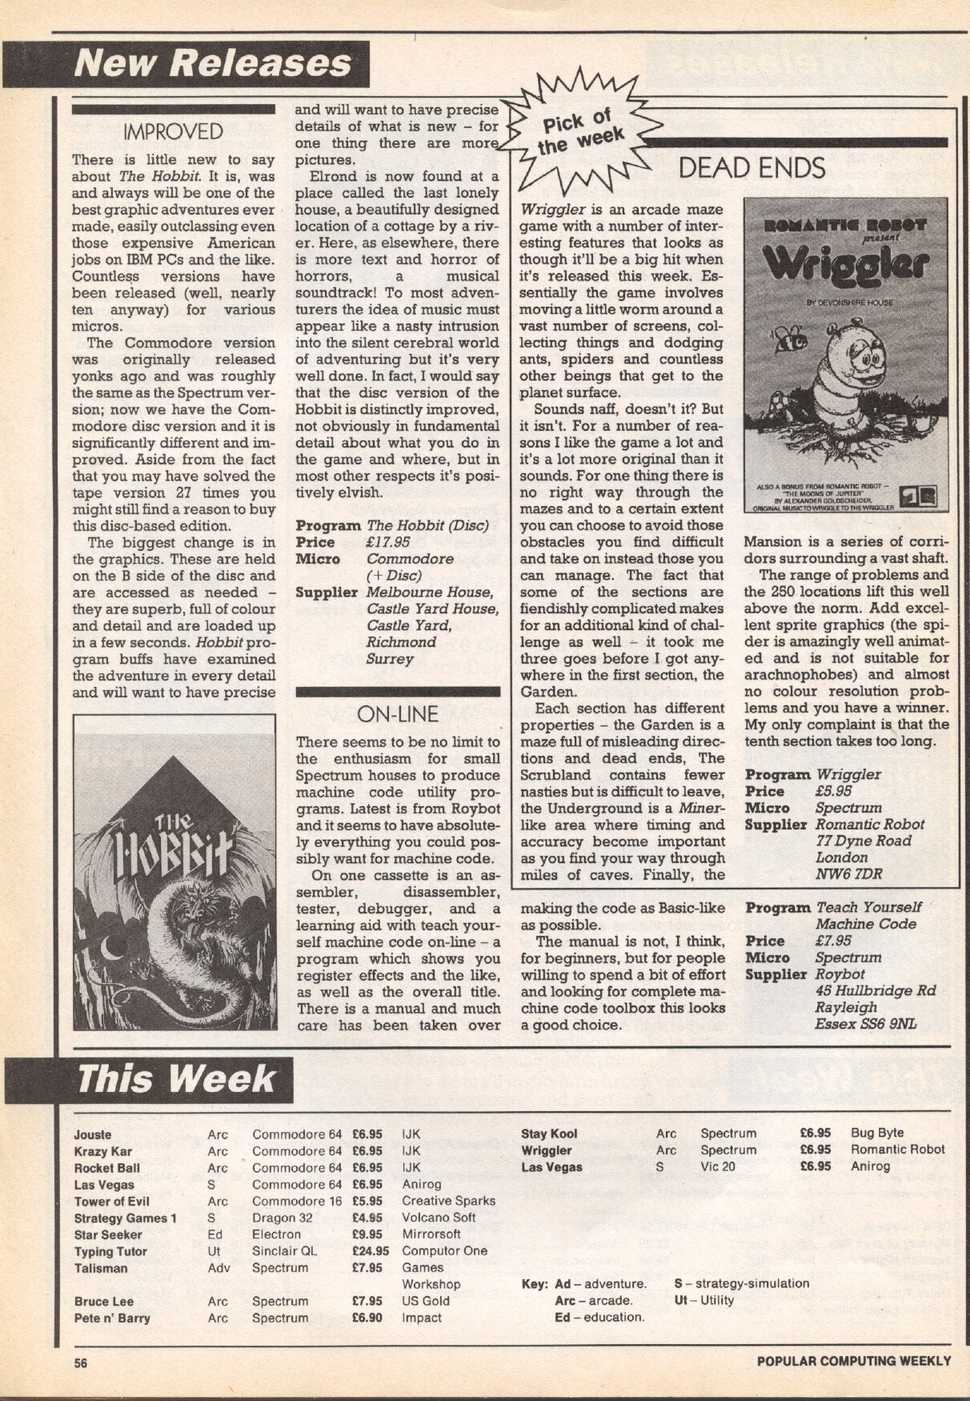 New Releases
IMPROVED
There is little new to say
about The Hobbit. It is, was
and always will be one of the
best graphic adventures ever
made, easily outclassing even
those expensive American
jobs on IBM PCs and the like.
Countless versions have
been released (well, nearly
ten anyway) for various
micros.
The Commodore version
was originally released
yonks ago and was roughly
the same as the Spectrum ver-
sion; now we have the Com-
modore disc version and it is
significantly different and im-
proved. Aside from the fact
that you may have solved the
tape version 27 times you
might still find a reason to buy
this disc-based edition.
The biggest change is in
the graphics. These are held
on the B side of the disc and
are accessed as needed –
they are superb, full of colour
and detail and are loaded up
in a few seconds. Hobbit pro-
gram buffs have examined
the adventure in every detail
and will want to have precise
THE
HOBBIT
and will want to have precise
details of what is new – for
one thing there are more
pictures.
Elrond is now found at a
place called the last lonely
house, a beautifully designed
location of a cottage by a riv-
er. Here, as elsewhere, there
is more text and horror of
horrors, a musical
soundtrack! To most adven-
turers the idea of music must
appear like a nasty intrusion
into the silent cerebral world
of adventuring but it's very
well done. In fact, I would say
that the disc version of the
Hobbit is distinctly improved,
not obviously in fundamental
detail about what you do in
the game and where, but in
most other respects it's posi-
tively elvish.
Program The Hobbit (Disc)
Price £17.95
Micro Commodore
(+ Disc)
Supplier Melbourne House,
Castle Yard House,
Castle Yard,
Richmond
Surrey
ON-LINE
There seems to be no limit to
the enthusiasm for small
Spectrum houses to produce
machine code utility pro-
grams. Latest is from Roybot
and it seems to have absolute-
ly everything you could pos-
sibly want for machine code.
On one cassette is an as-
sembler, disassembler,
tester, debugger, and a
learning aid with teach your-
self machine code on-line – a
program which shows you
register effects and the like,
as well as the overall title.
There is a manual and much
care has been taken over
making the code as Basic-like
as possible.
The manual is not, I think,
for beginners, but for people
willing to spend a bit of effort
and looking for complete ma-
chine code toolbox this looks
a good choice.
Program Teach Yourself
Machine Code
Price £7.95
Micro Spectrum
Supplier Roybot
45 Hullbridge Rd
Rayleigh
Essex SS6 9NL
Pick of
the week
DEAD ENDS
Wriggler is an arcade maze
game with a number of inter-
esting features that looks as
though it'll be a big hit when
it's released this week. Es-
sentially the game involves
moving a little worm around a
vast number of screens, col-
lecting things and dodging
ants, spiders and countless
other beings that get to the
planet surface.
Sounds naff, doesn't it? But
it isn't. For a number of rea-
sons I like the game a lot and
it's a lot more original than it
sounds. For one thing there is
no right way through the
mazes and to a certain extent
you can choose to avoid those
obstacles you find difficult
and take on instead those you
can manage. The fact that
some of the sections are
fiendishly complicated makes
for an additional kind of chal-
lenge as well – it took me
three goes before I got any-
where in the first section, the
Garden.
Each section has different
properties – the Garden is a
maze full of misleading direc-
tions and dead ends, The
Scrubland contains fewer
nasties but is difficult to leave,
the Underground is a Miner-
like area where timing and
accuracy become important
as you find your way through
miles of caves. Finally, the
ROMANTIC ROBOT
present
Wriggler
BY DEVONSHIRE HOUSE
ALSO A BONUS FROM ROMANTIC ROBOT –
"THE MOONS OF JUPITER"
BY ALEXANDER GOLDSCHEIDER,
ORIGINAL MUSIC TO WRIGGLE TO THE WRIGGLER
Mansion is a series of corri-
dors surrounding a vast shaft.
The range of problems and
the 250 locations lift this well
above the norm. Add excel-
lent sprite graphics (the spi-
der is amazingly well animat-
ed and is not suitable for
arachnophobes) and almost
no colour resolution prob-
lems and you have a winner.
My only complaint is that the
tenth section takes too long.
Program Wriggler
Price £5.95
Micro Spectrum
Supplier Romantic Robot
77 Dyne Road
London
NW6 7DR
This Week
Jouste Arc Commodore 64 £6.95 IJK
Krazy Kar Arc Commodore 64 £6.95 IJK
Rocket Ball Arc Commodore 64 £6.95 IJK
Las Vegas S Commodore 64 £6.95 Anirog
Tower of Evil Arc Commodore 16 £5.95 Creative Sparks
Strategy Games 1 S Dragon 32 £4.95 Volcano Soft
Star Seeker Ed Electron £9.95 Mirrorsoft
Typing Tutor Ut Sinclair QL £24.95 Computor One
Talisman Adv Spectrum £7.95 Games
Workshop
Bruce Lee Arc Spectrum £7.95 US Gold
Pete n' Barry Arc Spectrum £6.90 Impact
Stay Kool Arc Spectrum £6.95 Bug Byte
Wriggler Arc Spectrum £6.95 Romantic Robot
Las Vegas S Vic 20 £6.95 Anirog
Key: Ad – adventure. S – strategy-simulation
Arc – arcade. Ut – Utility
Ed – education.
56
POPULAR COMPUTING WEEKLY